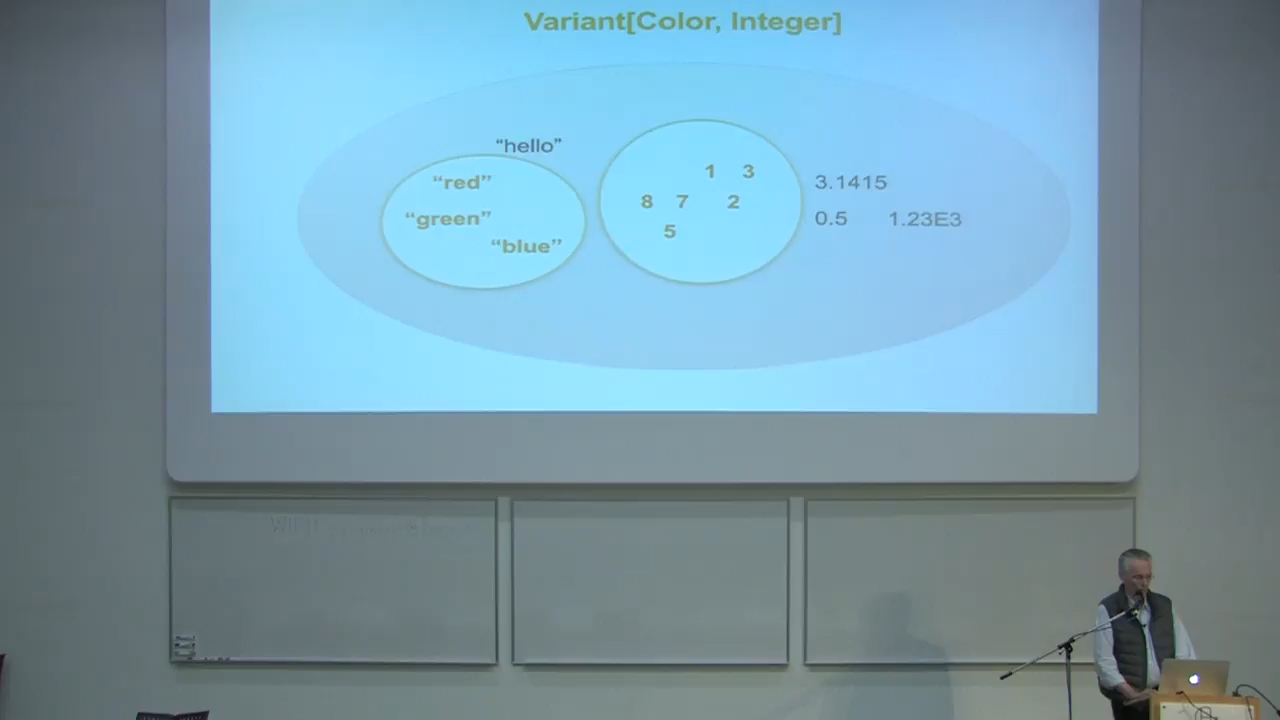 Variant[Color, Integer]
“hello”
“red”
“green”
“blue”
1 3
8 7 2
5
3.1415
0.5 1.23E3